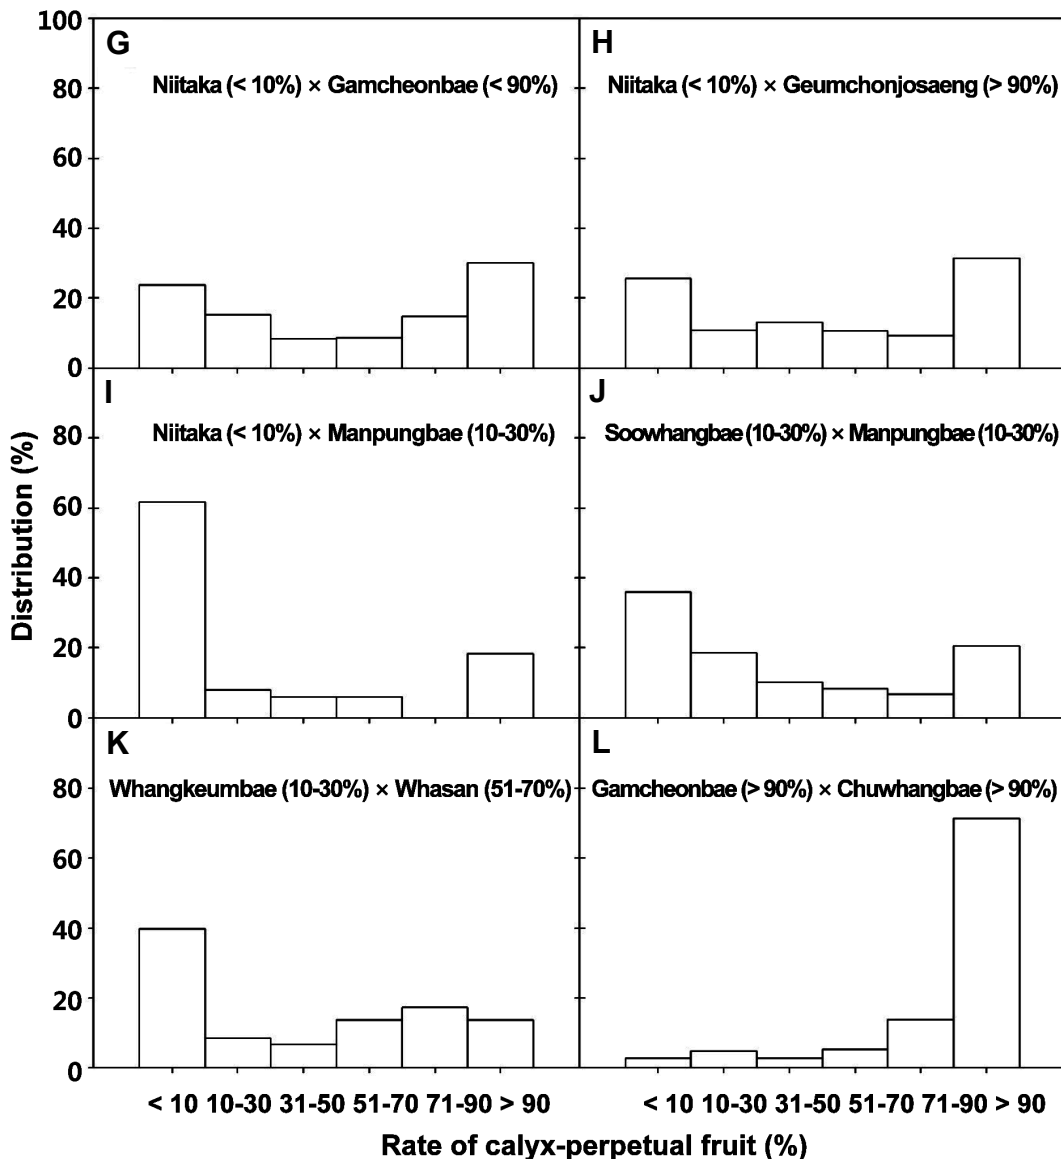 100
80
60
40
20
0
G
Niitaka (< 10%) × Gamcheonbae (< 90%)
H
Niitaka (< 10%) × Geumchonjosaeng (> 90%)
80
60
40
20
0
I
Niitaka (< 10%) × Manpungbae (10-30%)
J
Soowhangbae (10-30%) × Manpungbae (10-30%)
80
60
40
20
0
K
Whangkeumbae (10-30%) × Whasan (51-70%)
L
Gamcheonbae (> 90%) × Chuwhangbae (> 90%)
Distribution (%)
< 10 10-30 31-50 51-70 71-90 > 90
< 10 10-30 31-50 51-70 71-90 > 90
Rate of calyx-perpetual fruit (%)